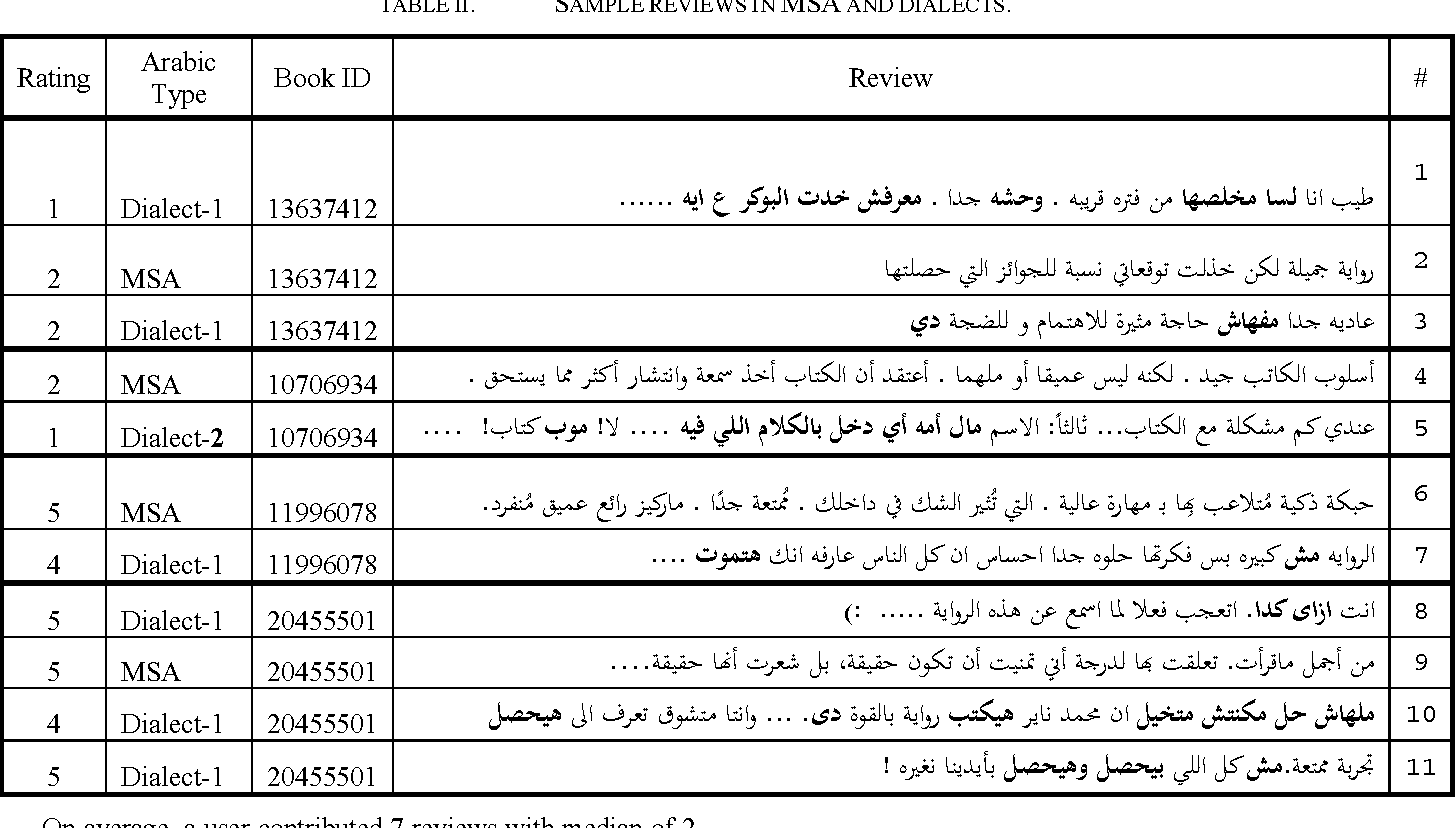 TABLE II. SAMPLE REVIEWS IN MSA AND DIALECTS.
Rating Arabic Type Book ID Review #
1 Dialect-1 13637412 طيب انا لسا مخلصها من فتره قريبه . وحشه جدا . معرفش خدت البوكر ع ايه ...... 1
2 MSA 13637412 رواية جميلة لكن خذلت توقعاتي نسبة للجوائز التي حصلتها 2
2 Dialect-1 13637412 عاديه جدا مفهاش حاجة مثيرة للاهتمام و للضجة دي 3
2 MSA 10706934 أسلوب الكاتب جيد . لكنه ليس عميقا أو ملهما . أعتقد أن الكتاب أخذ سمعة وانتشار أكثر مما يستحق . 4
1 Dialect-2 10706934 عندي كم مشكلة مع الكتاب... ثالثاً: الاسم مال أمه أي دخل بالكلام اللي فيه .... لا! موب كتاب! .... 5
5 MSA 11996078 حبكة ذكية مُتلاعب بها بـ مهارة عالية . التي تُثير الشك في داخلك . مُمتعة جدًا . ماركيز رائع عميق مُنفرد. 6
4 Dialect-1 11996078 الروايه مش كبيره بس فكرتها حلوه جدا احساس ان كل الناس عارفه انك هتموت .... 7
5 Dialect-1 20455501 انت ازاى كدا. اتعجب فعلا لما اسمع عن هذه الرواية ..... :) 8
5 MSA 20455501 من أجمل ماقرأت. تعلقت بها لدرجة أني تمنيت أن تكون حقيقة، بل شعرت أنها حقيقة.... 9
4 Dialect-1 20455501 ملهاش حل مكنتش متخيل ان محمد ناير هيكتب رواية بالقوة دى. ... وانتا متشوق تعرف الى هيحصل 10
5 Dialect-1 20455501 تجربة ممتعة.مش كل اللي بيحصل وهيحصل بأيدينا نغيره ! 11
On average, a user contributed 7 reviews with median of 2.